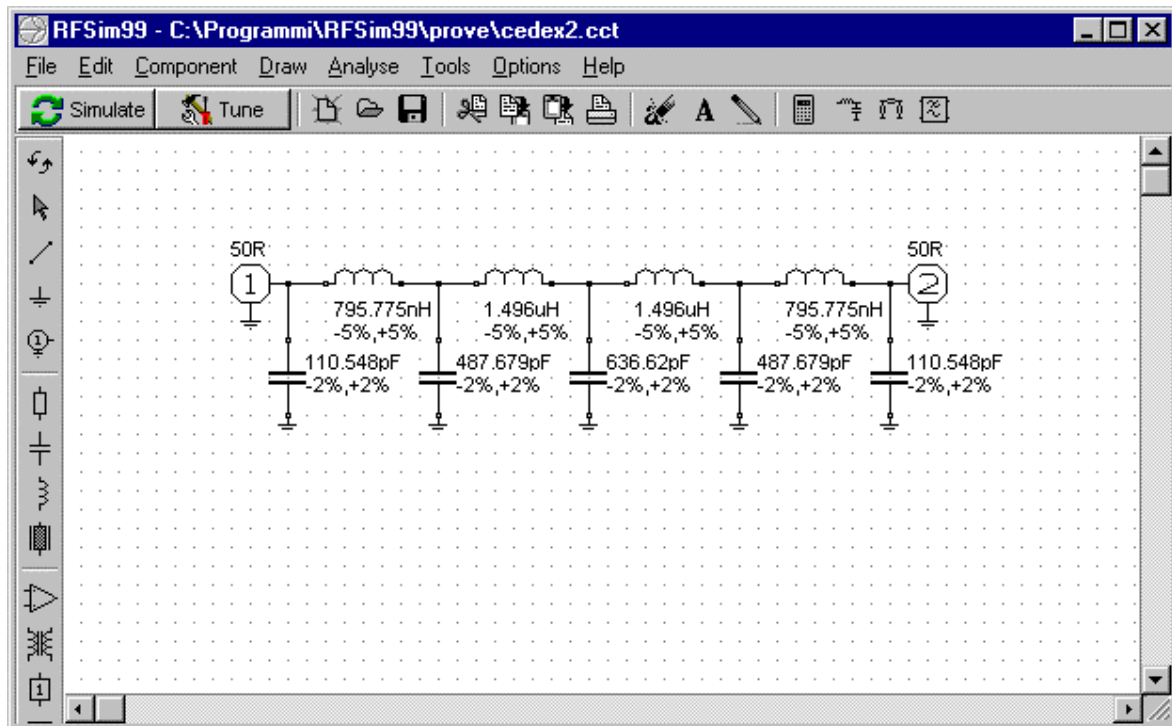 RFSim99 - C:\Programmi\RFSim99\prove\cedex2.cct
File Edit Component Draw Analyse Tools Options Help
Simulate Tune A
1
50R 50R
1 2
795.775nH 1.496uH 1.496uH 795.775nH
-5%,+5% -5%,+5% -5%,+5% -5%,+5%
110.548pF 487.679pF 636.62pF 487.679pF 110.548pF
-2%,+2% -2%,+2% -2%,+2% -2%,+2% -2%,+2%
1